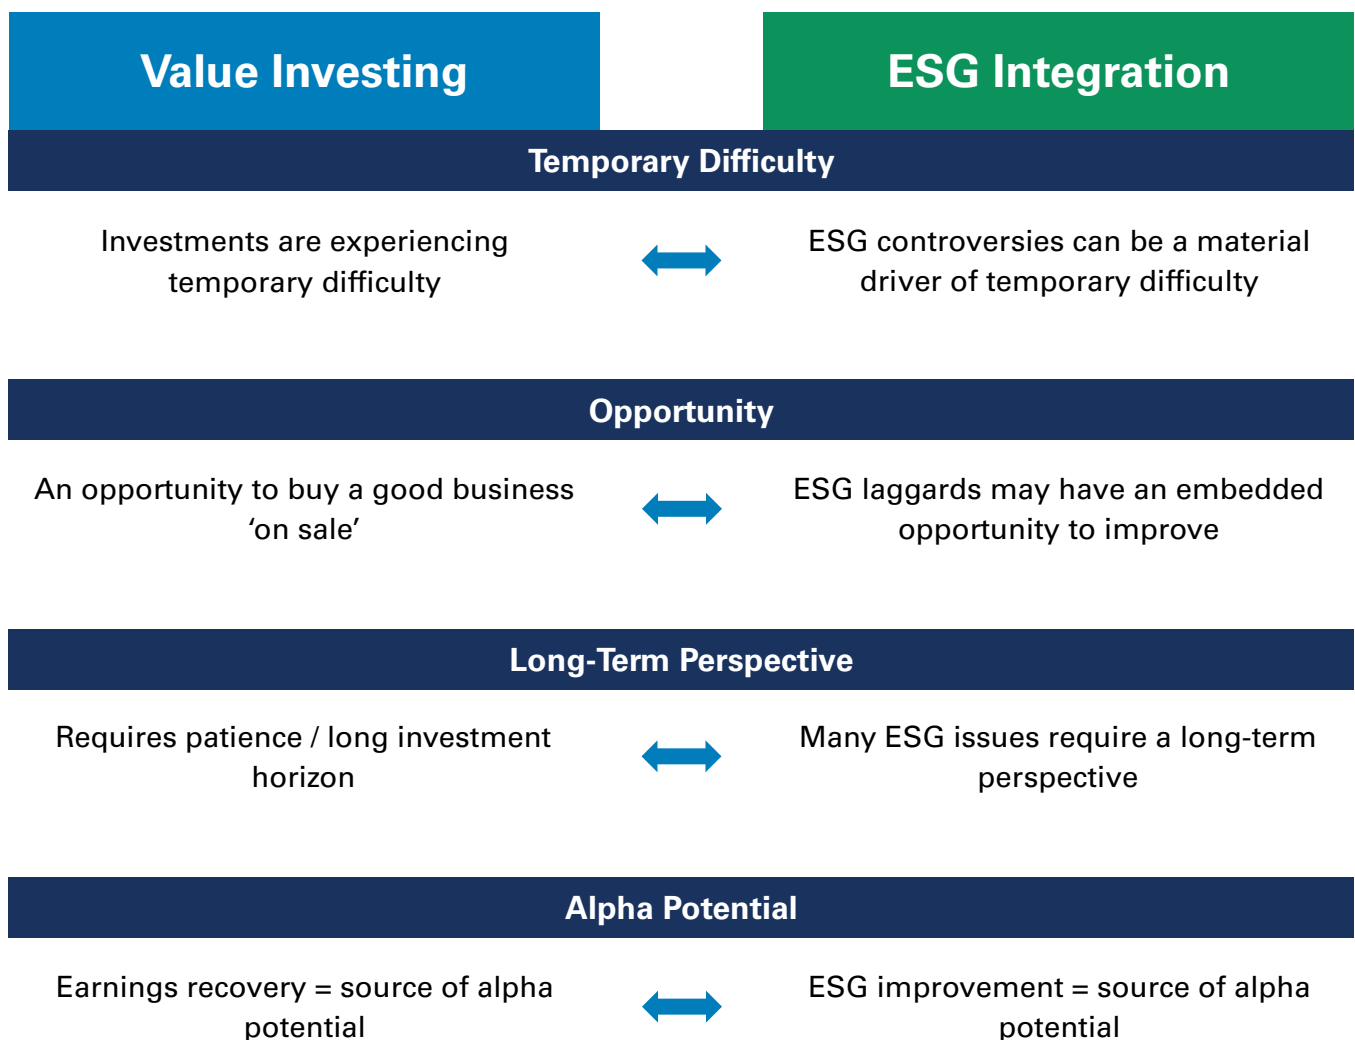 Value Investing
ESG Integration
Temporary Difficulty
Investments are experiencing
temporary difficulty
ESG controversies can be a material
driver of temporary difficulty
Opportunity
An opportunity to buy a good business
‘on sale’
ESG laggards may have an embedded
opportunity to improve
Long-Term Perspective
Requires patience / long investment
horizon
Many ESG issues require a long-term
perspective
Alpha Potential
Earnings recovery = source of alpha
potential
ESG improvement = source of alpha
potential